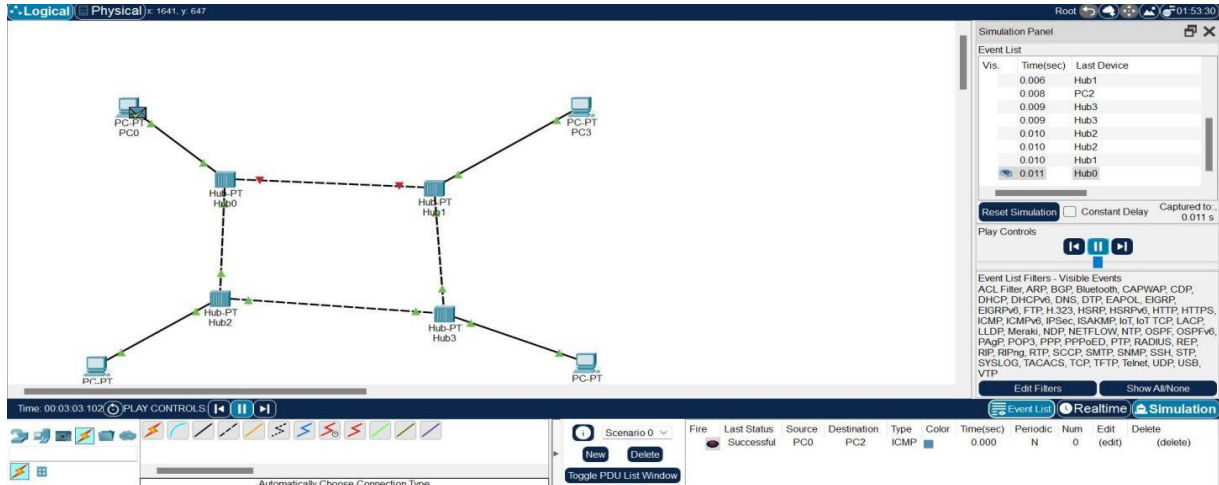 Logical Physical x: 1641, y: 647 Root 01:53:30
Simulation Panel
Event List
Vis. Time(sec) Last Device
0.006 Hub1
0.008 PC2
0.009 Hub3
0.009 Hub3
0.010 Hub2
0.010 Hub2
0.010 Hub1
0.011 Hub0
Reset Simulation Constant Delay Captured to:
0.011 s
Play Controls
Event List Filters - Visible Events
ACL Filter, ARP, BGP, Bluetooth, CAPWAP, CDP,
DHCP, DHCPv6, DNS, DTP, EAPOL, EIGRP,
EIGRPv6, FTP, H.323, HSRP, HSRPv6, HTTP, HTTPS,
ICMP, ICMPv6, IPSec, ISAKMP, IoT, IoT TCP, LACP,
LLDP, Meraki, NDP, NETFLOW, NTP, OSPF, OSPFv6,
PAgP, POP3, PPP, PPPoED, PTP, RADIUS, REP,
RIP, RIPng, RTP, SCCP, SMTP, SNMP, SSH, STP,
SYSLOG, TACACS, TCP, TFTP, Telnet, UDP, USB,
VTP
Edit Filters Show All/None
PC-PT
PC0
PC-PT
PC3
Hub-PT
Hub0
Hub-PT
Hub1
Hub-PT
Hub2
Hub-PT
Hub3
PC-PT
PC-PT
Time: 00:03:03.102 PLAY CONTROLS: Event List Realtime Simulation
Scenario 0
New Delete
Toggle PDU List Window
Fire Last Status Source Destination Type Color Time(sec) Periodic Num Edit Delete
Successful PC0 PC2 ICMP 0.000 N 0 (edit) (delete)
Automatically Choose Connection Type